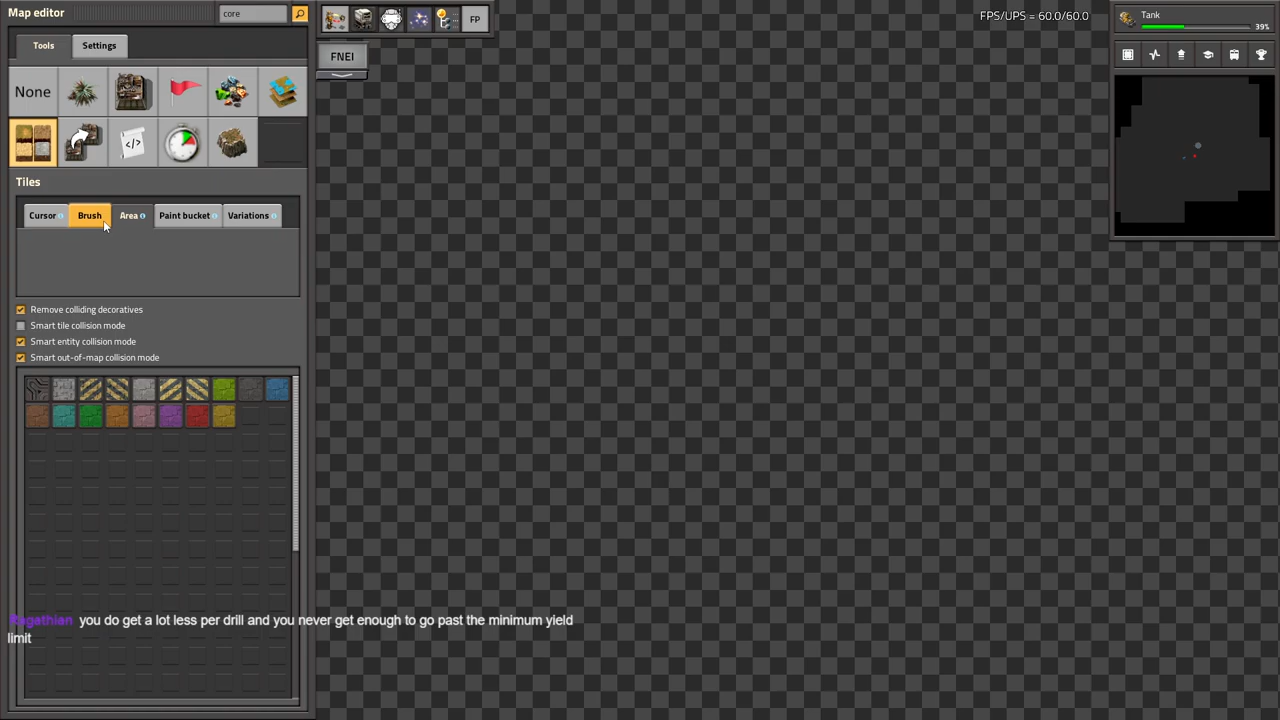 Map editor
core
FP
FPS/UPS = 60.0/60.0
Tank
39%
Tools
Settings
FNEI
None
Tiles
Cursor
Brush
Area
Paint bucket
Variations
Remove colliding decoratives
Smart tile collision mode
Smart entity collision mode
Smart out-of-map collision mode
you do get a lot less per drill and you never get enough to go past the minimum yield
limit